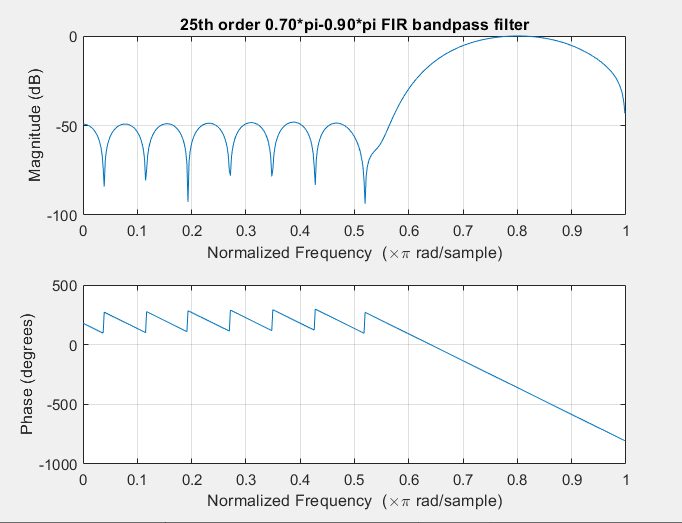 25th order 0.70*pi-0.90*pi FIR bandpass filter
0
-50
-100
Magnitude (dB)
0 0.1 0.2 0.3 0.4 0.5 0.6 0.7 0.8 0.9 1
Normalized Frequency (×π rad/sample)
500
0
-500
-1000
Phase (degrees)
0 0.1 0.2 0.3 0.4 0.5 0.6 0.7 0.8 0.9 1
Normalized Frequency (×π rad/sample)